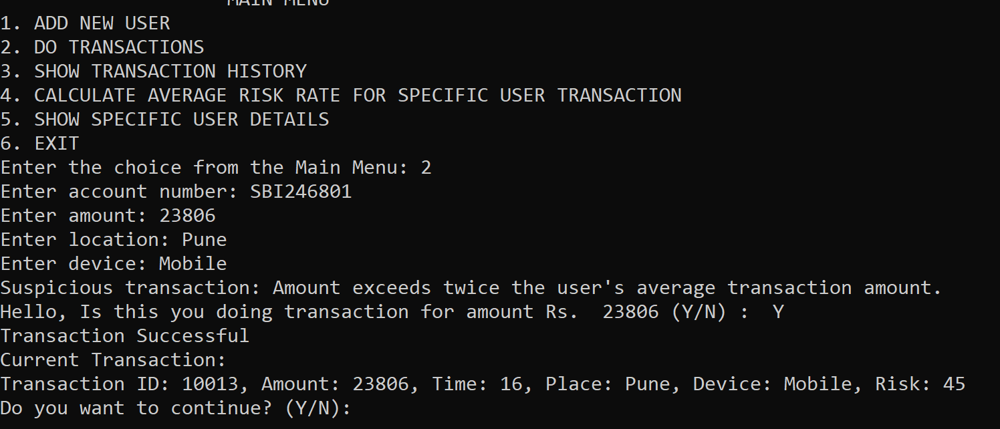 MAIN MENU
1. ADD NEW USER
2. DO TRANSACTIONS
3. SHOW TRANSACTION HISTORY
4. CALCULATE AVERAGE RISK RATE FOR SPECIFIC USER TRANSACTION
5. SHOW SPECIFIC USER DETAILS
6. EXIT
Enter the choice from the Main Menu: 2
Enter account number: SBI246801
Enter amount: 23806
Enter location: Pune
Enter device: Mobile
Suspicious transaction: Amount exceeds twice the user's average transaction amount.
Hello, Is this you doing transaction for amount Rs.  23806 (Y/N) :  Y
Transaction Successful
Current Transaction:
Transaction ID: 10013, Amount: 23806, Time: 16, Place: Pune, Device: Mobile, Risk: 45
Do you want to continue? (Y/N):